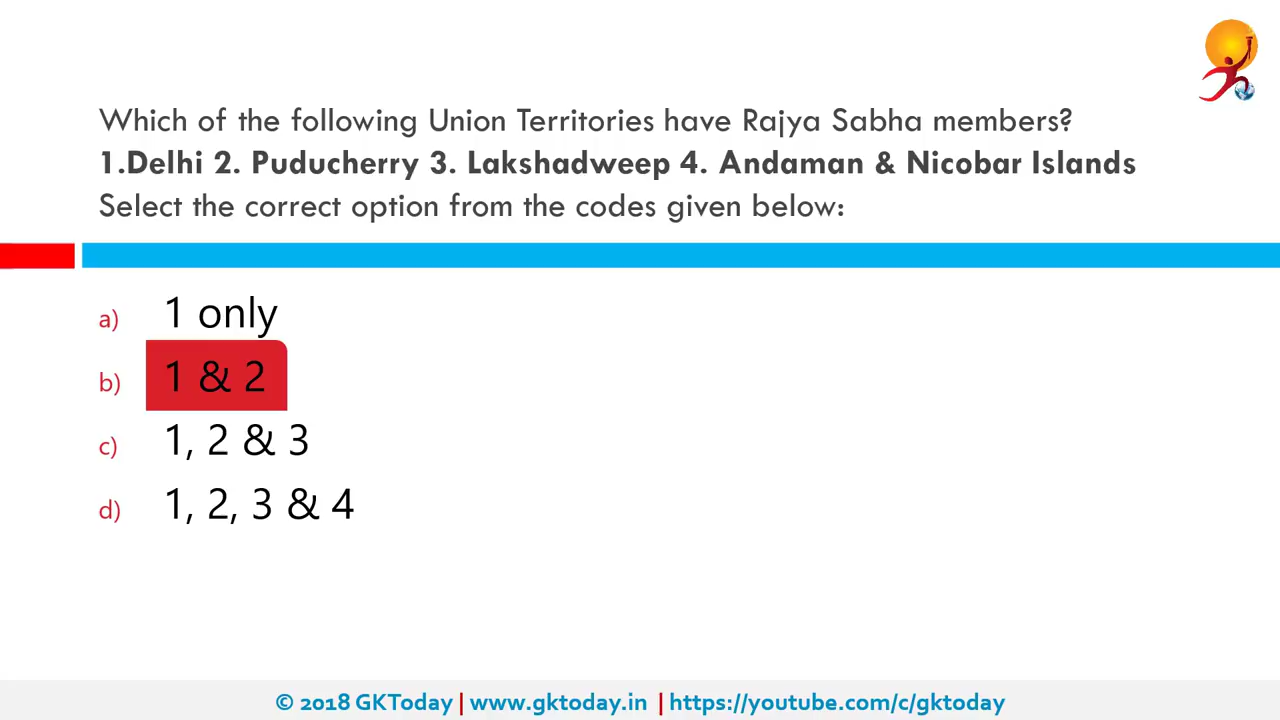 Which of the following Union Territories have Rajya Sabha members?
1.Delhi 2. Puducherry 3. Lakshadweep 4. Andaman & Nicobar Islands
Select the correct option from the codes given below:
a) 1 only
b) 1 & 2
c) 1, 2 & 3
d) 1, 2, 3 & 4
© 2018 GKToday | www.gktoday.in | https://youtube.com/c/gktoday